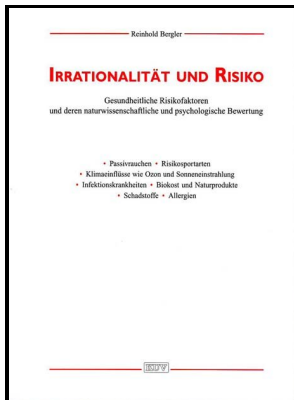 Reinhold Bergler
IRRATIONALITÄT UND RISIKO
Gesundheitliche Risikofaktoren
und deren naturwissenschaftliche und psychologische Bewertung
• Passivrauchen • Risikosportarten
• Klimaeinflüsse wie Ozon und Sonneneinstrahlung
• Infektionskrankheiten • Biokost und Naturprodukte
• Schadstoffe • Allergien